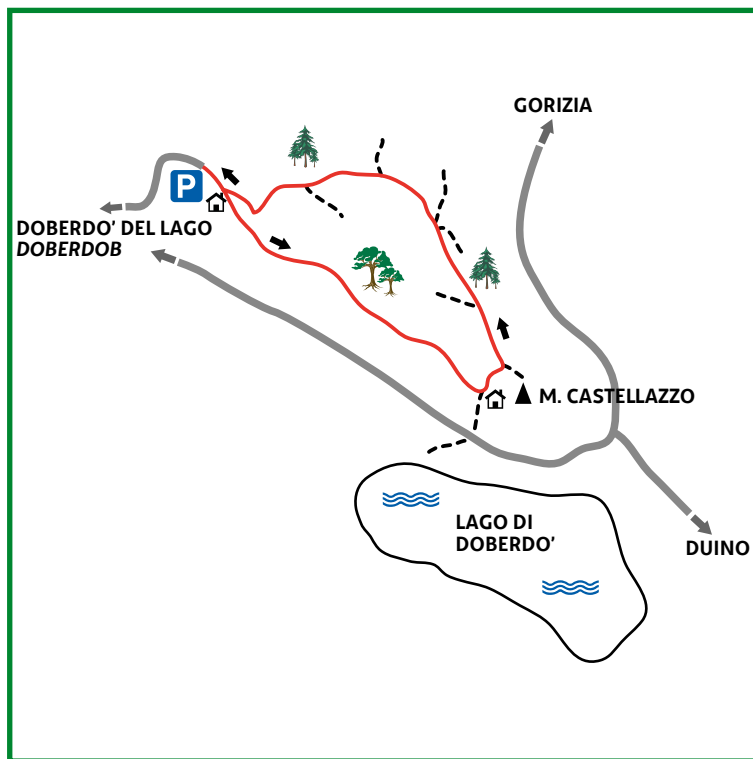 GORIZIA
P
DOBERDO' DEL LAGO
DOBERDOB
M. CASTELLAZZO
LAGO DI
DOBERDO'
DUINO